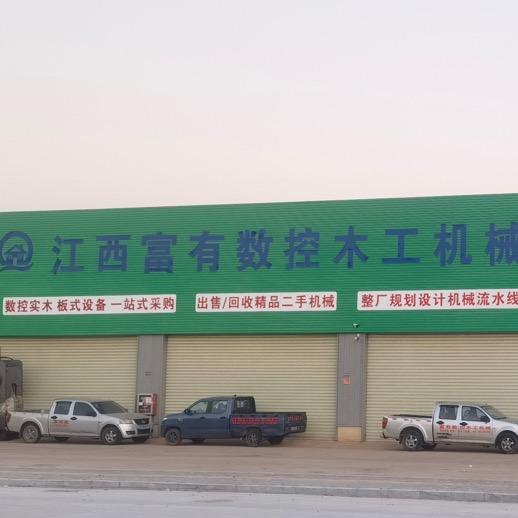 江西富有数控木工机械
数控实木 板式设备 一站式采购
出售/回收精品二手机械
整厂规划设计机械流水线